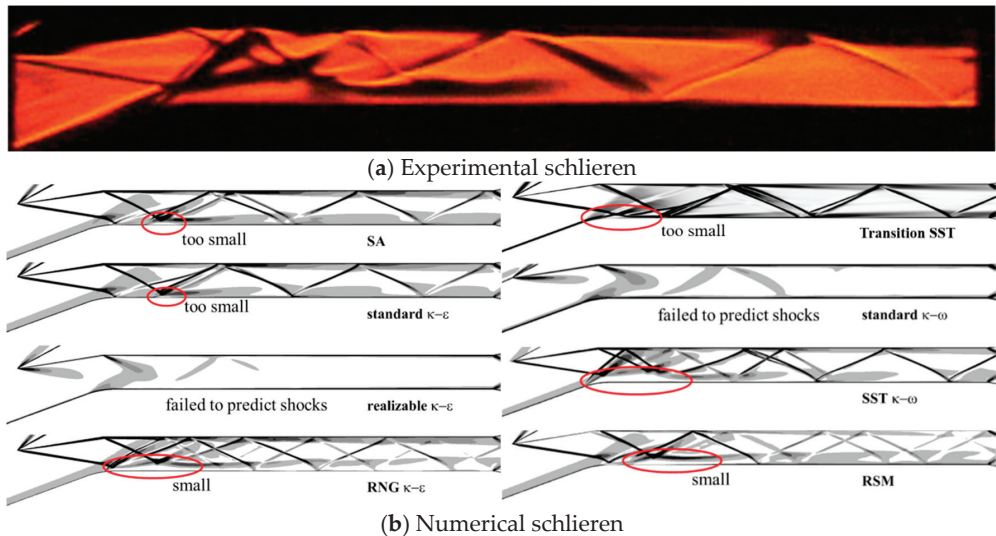 (a) Experimental schlieren
too small
SA
too small
standard κ−ε
failed to predict shocks
realizable κ−ε
small
RNG κ−ε
too small
Transition SST
failed to predict shocks
standard κ−ω
SST κ−ω
small
RSM
(b) Numerical schlieren